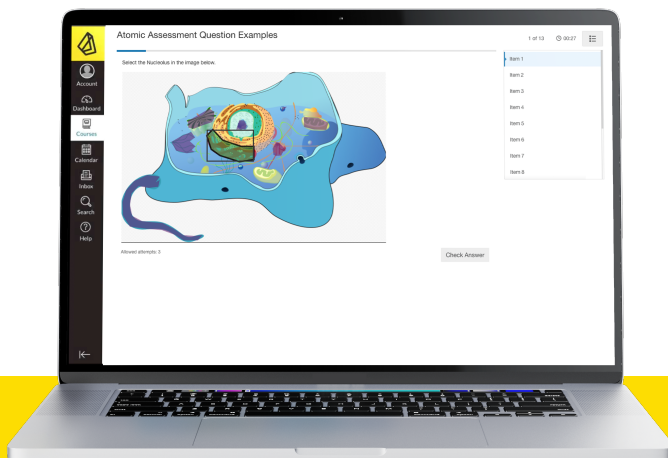 Atomic Assessment Question Examples
1 of 13
00:27
Select the Nucleolus in the image below.
Item 1
Item 2
Item 3
Item 4
Item 5
Item 6
Item 7
Item 8
Account
Dashboard
Courses
Calendar
Inbox
Search
Help
Allowed attempts: 3
Check Answer